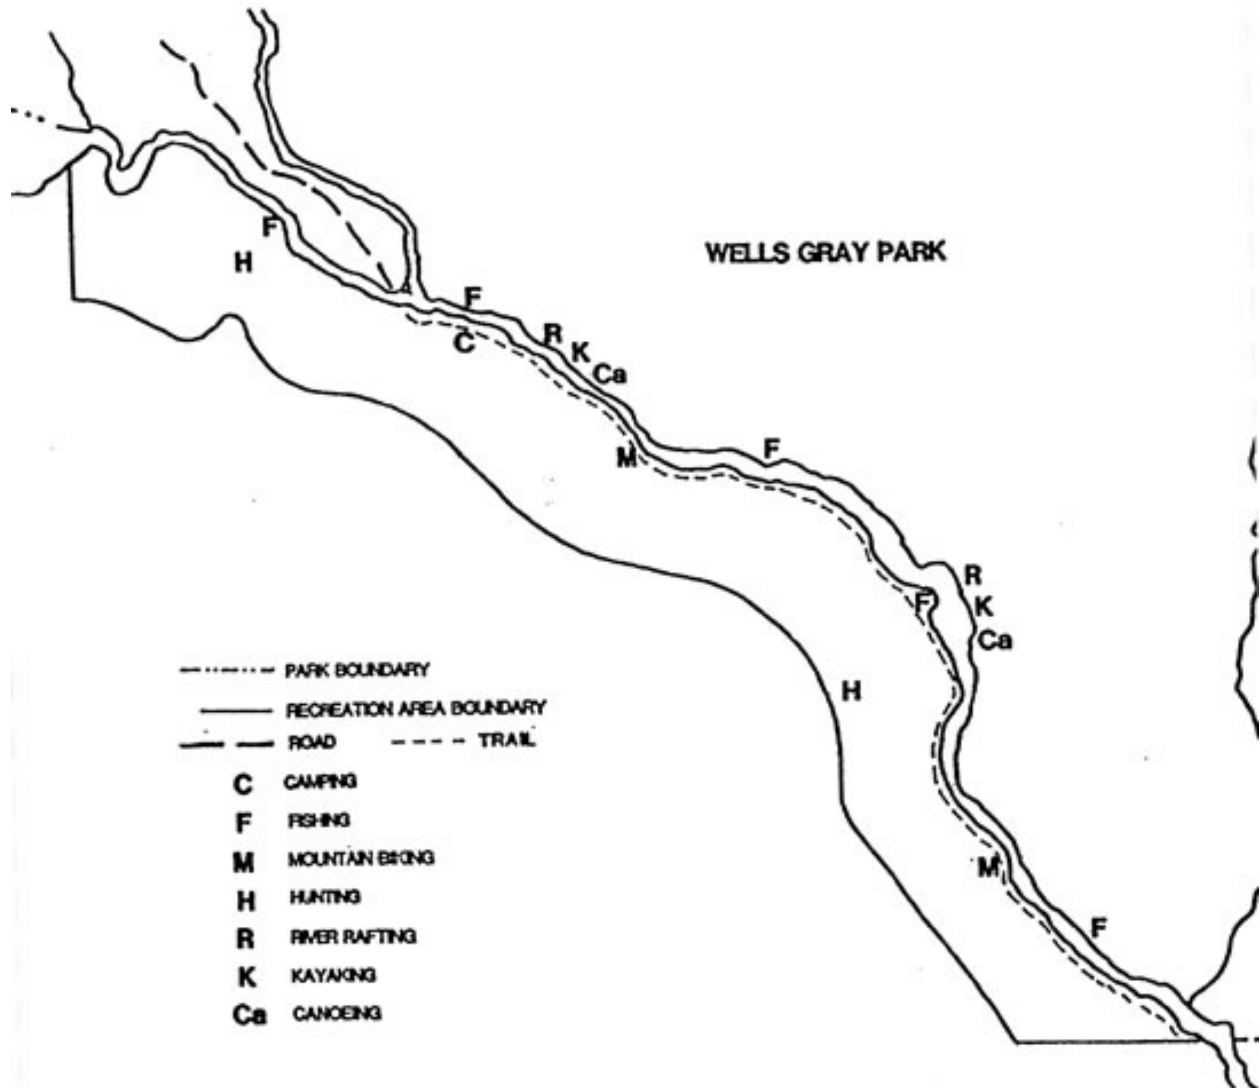 F
H
WELLS GRAY PARK
F
R
C
K
Ca
F
M
R
F
K
Ca
H
PARK BOUNDARY
RECREATION AREA BOUNDARY
ROAD TRAIL
C CAMPING
F FISHING
M MOUNTAIN BIKING
H HUNTING
R RIVER RAFTING
K KAYAKING
Ca CANOEING
M
F